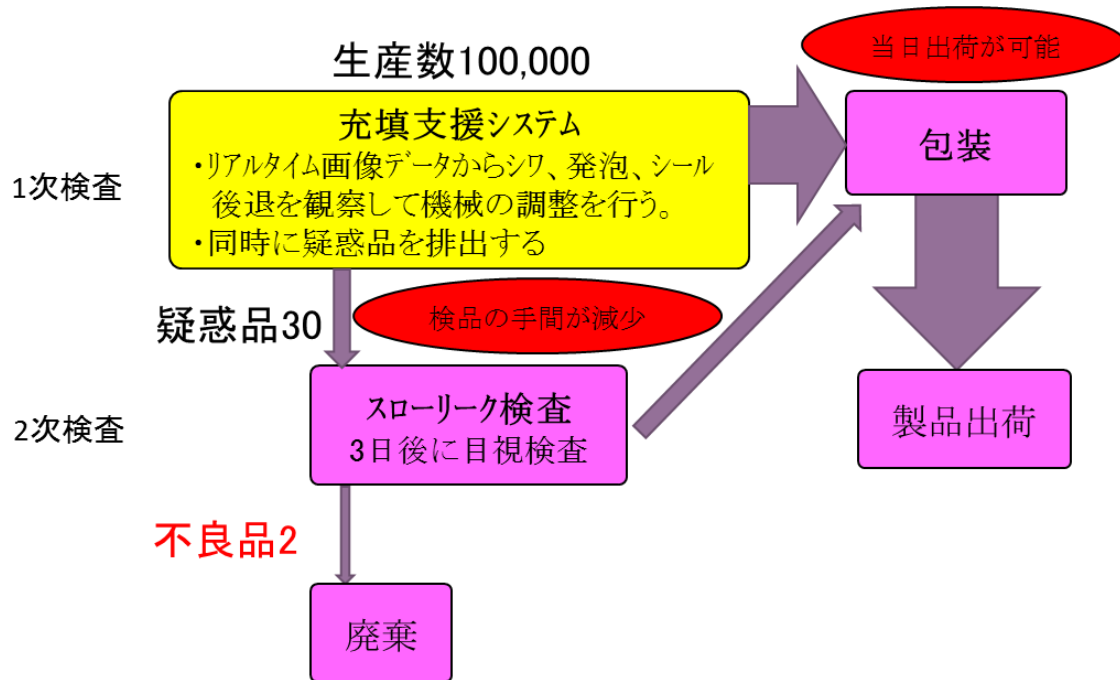 当日出荷が可能
生産数100,000
充填支援システム
・リアルタイム画像データからシワ、発泡、シール
後退を観察して機械の調整を行う。
・同時に疑惑品を排出する
包装
1次検査
疑惑品30
検品の手間が減少
スローリーク検査
3日後に目視検査
製品出荷
2次検査
不良品2
廃棄